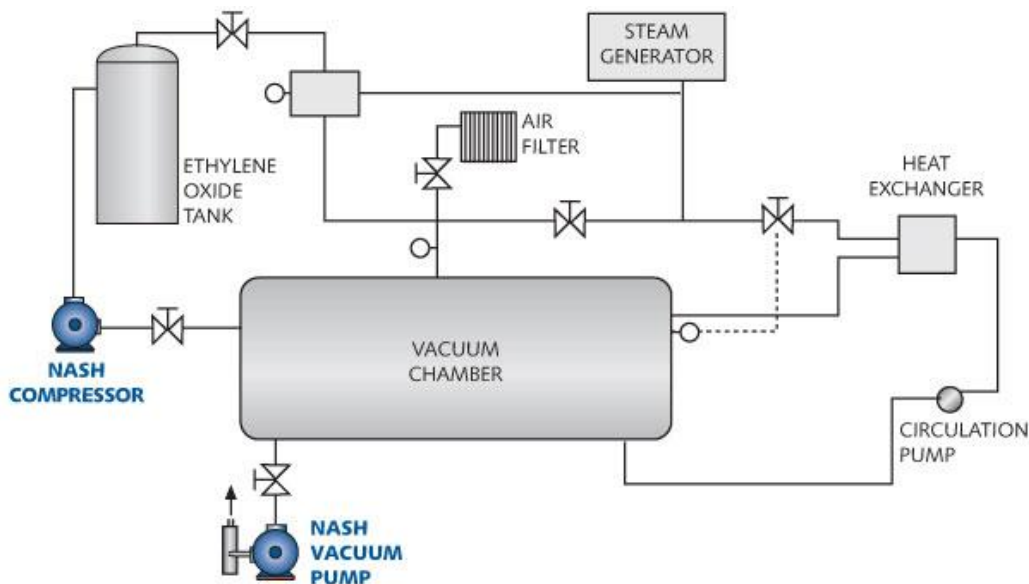 STEAM
GENERATOR
AIR
FILTER
ETHYLENE
OXIDE
TANK
HEAT
EXCHANGER
VACUUM
CHAMBER
NASH
COMPRESSOR
CIRCULATION
PUMP
NASH
VACUUM
PUMP